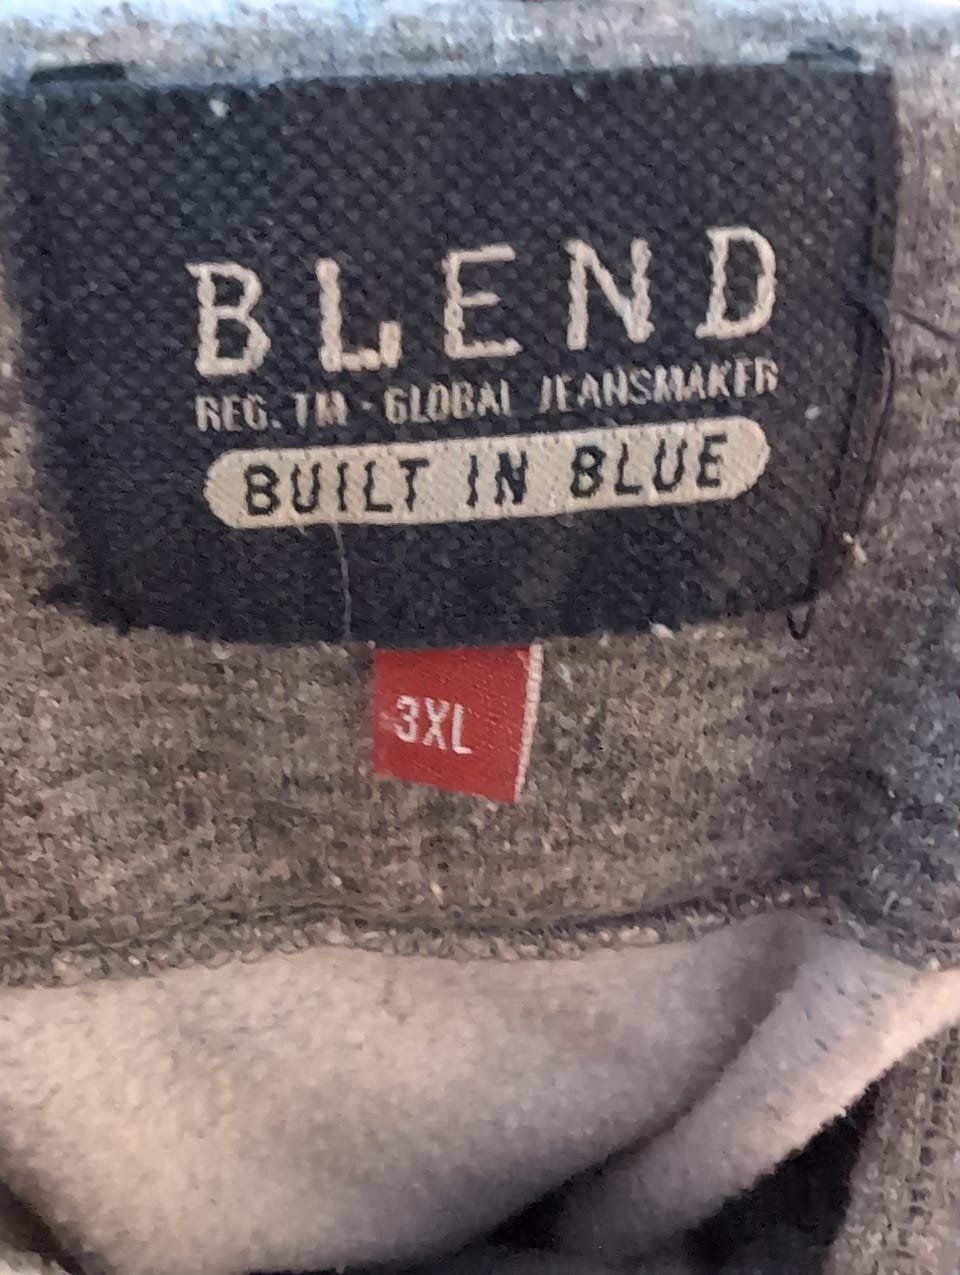 BLEND
REG. TM · GLOBAL JEANSMAKER
BUILT IN BLUE
3XL